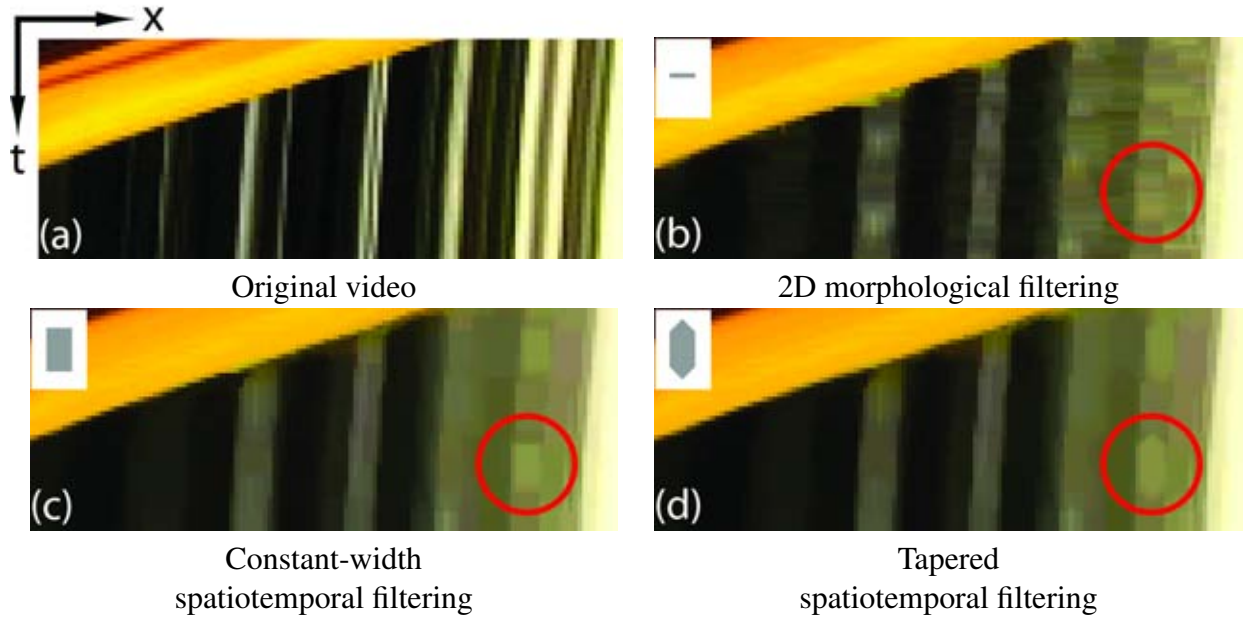 x
t
(a)
(b)
Original video
2D morphological filtering
(c)
(d)
Constant-width
spatiotemporal filtering
Tapered
spatiotemporal filtering